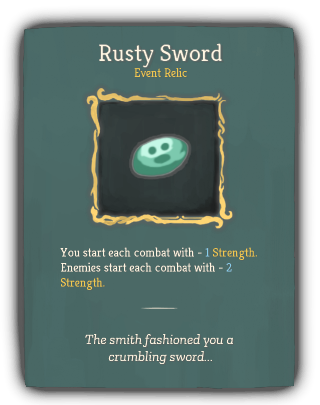 Rusty Sword
Event Relic
You start each combat with - 1 Strength.
Enemies start each combat with - 2
Strength.
The smith fashioned you a
crumbling sword...